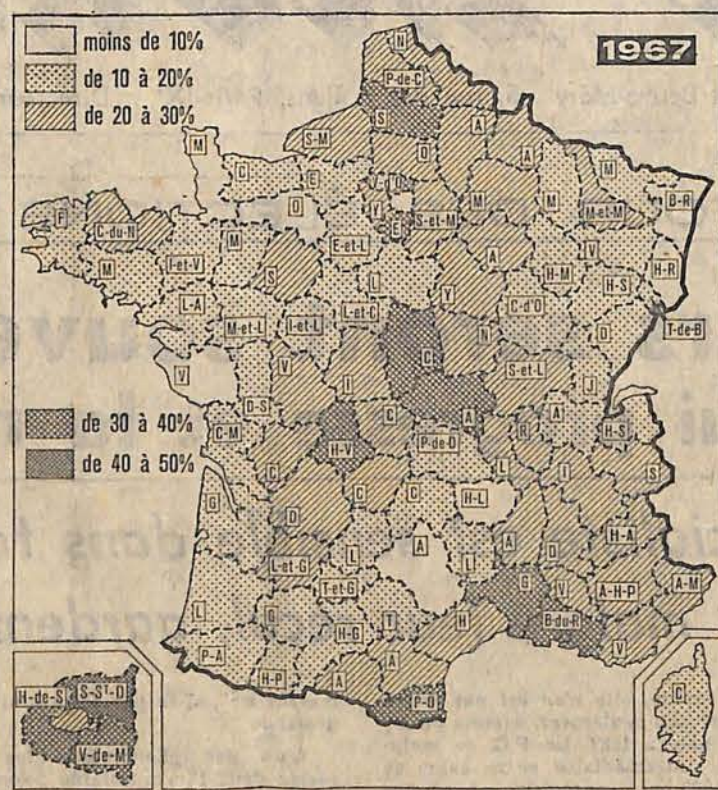 moins de 10%
1967
de 10 à 20%
de 20 à 30%
N
P-de-C
S
S-M
A
A
O
M
C
E
M
M
M
M-et-M
B-R
O
V-O
Y
E
S-et-M
F
C-du-N
M
E-et-L
A
V
M
I-et-V
S
L
H-M
H-S
H-R
L-A
M-et-L
I-et-L
L-et-C
Y
C-d'O
D
T-de-B
V
D-S
V
I
C
N
S-et-L
J
de 30 à 40%
C-M
H-V
C
A
P-de-D
R
A
H-S
de 40 à 50%
C
L
I
S
G
D
C
C
H-L
A
D
H-A
L-et-G
L
A
L
G
V
A-H-P
A-M
L
G
T-et-G
T
H
B-du-R
V
P-A
H-P
H-G
A
A
P-O
H-de-S
S-St-D
V-de-M
C